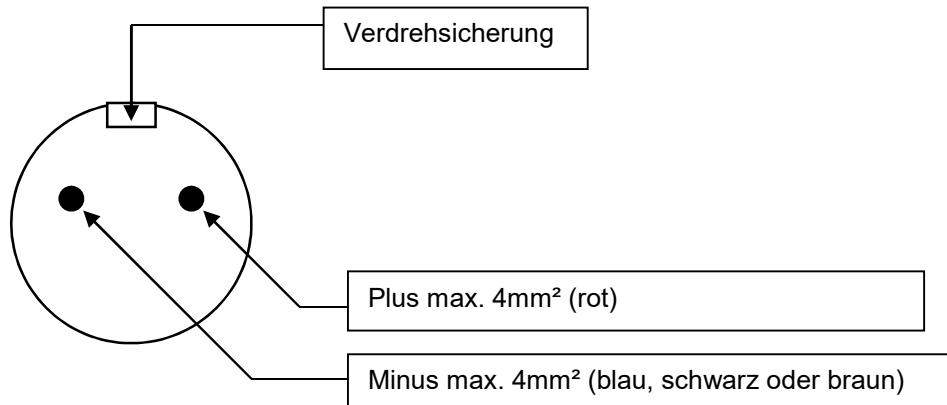 Verdrehsicherung
Plus max. 4mm² (rot)
Minus max. 4mm² (blau, schwarz oder braun)